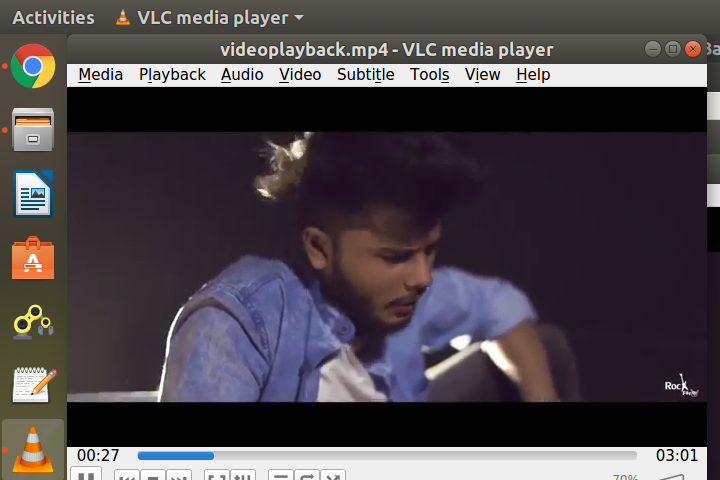 Activities VLC media player
videoplayback.mp4 - VLC media player
Media Playback Audio Video Subtitle Tools View Help
Rock
00:27 03:01
70%